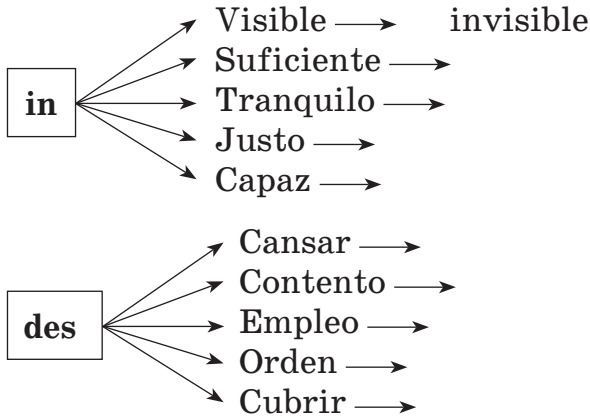 Visible invisible
Suficiente
in Tranquilo
Justo
Capaz
Cansar
Contento
des Empleo
Orden
Cubrir